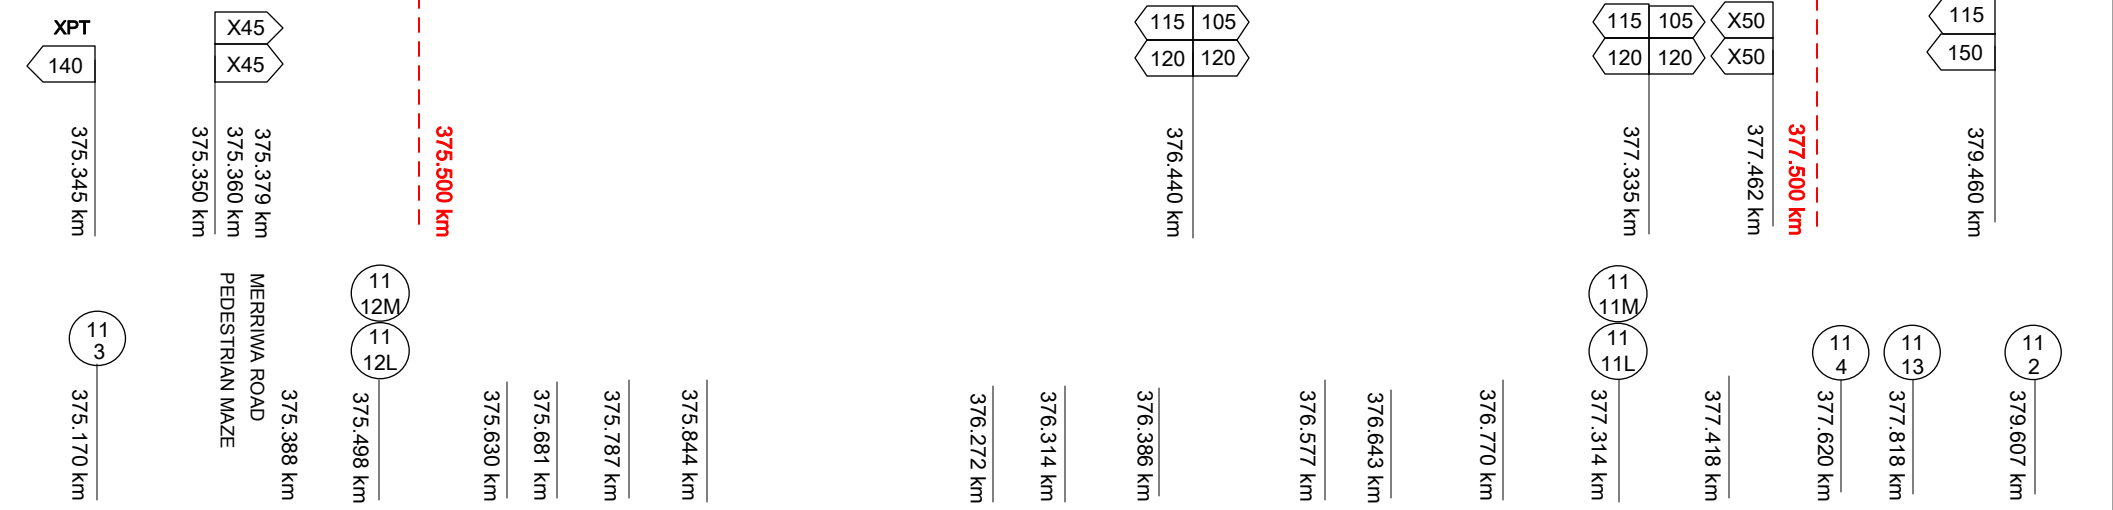 XPT
140
X45
X45
115 105
120 120
115 105
120 120
X50
X50
115
150
375.345 km
375.350 km
375.360 km
375.379 km
375.500 km
376.440 km
377.335 km
377.462 km
377.500 km
379.460 km
11
3
PEDESTRIAN MAZE
MERRIWA ROAD
11
12M
11
12L
11
11M
11
11L
11
4
11
13
11
2
375.170 km
375.388 km
375.498 km
375.630 km
375.681 km
375.787 km
375.844 km
376.272 km
376.314 km
376.386 km
376.577 km
376.643 km
376.770 km
377.314 km
377.418 km
377.620 km
377.818 km
379.607 km